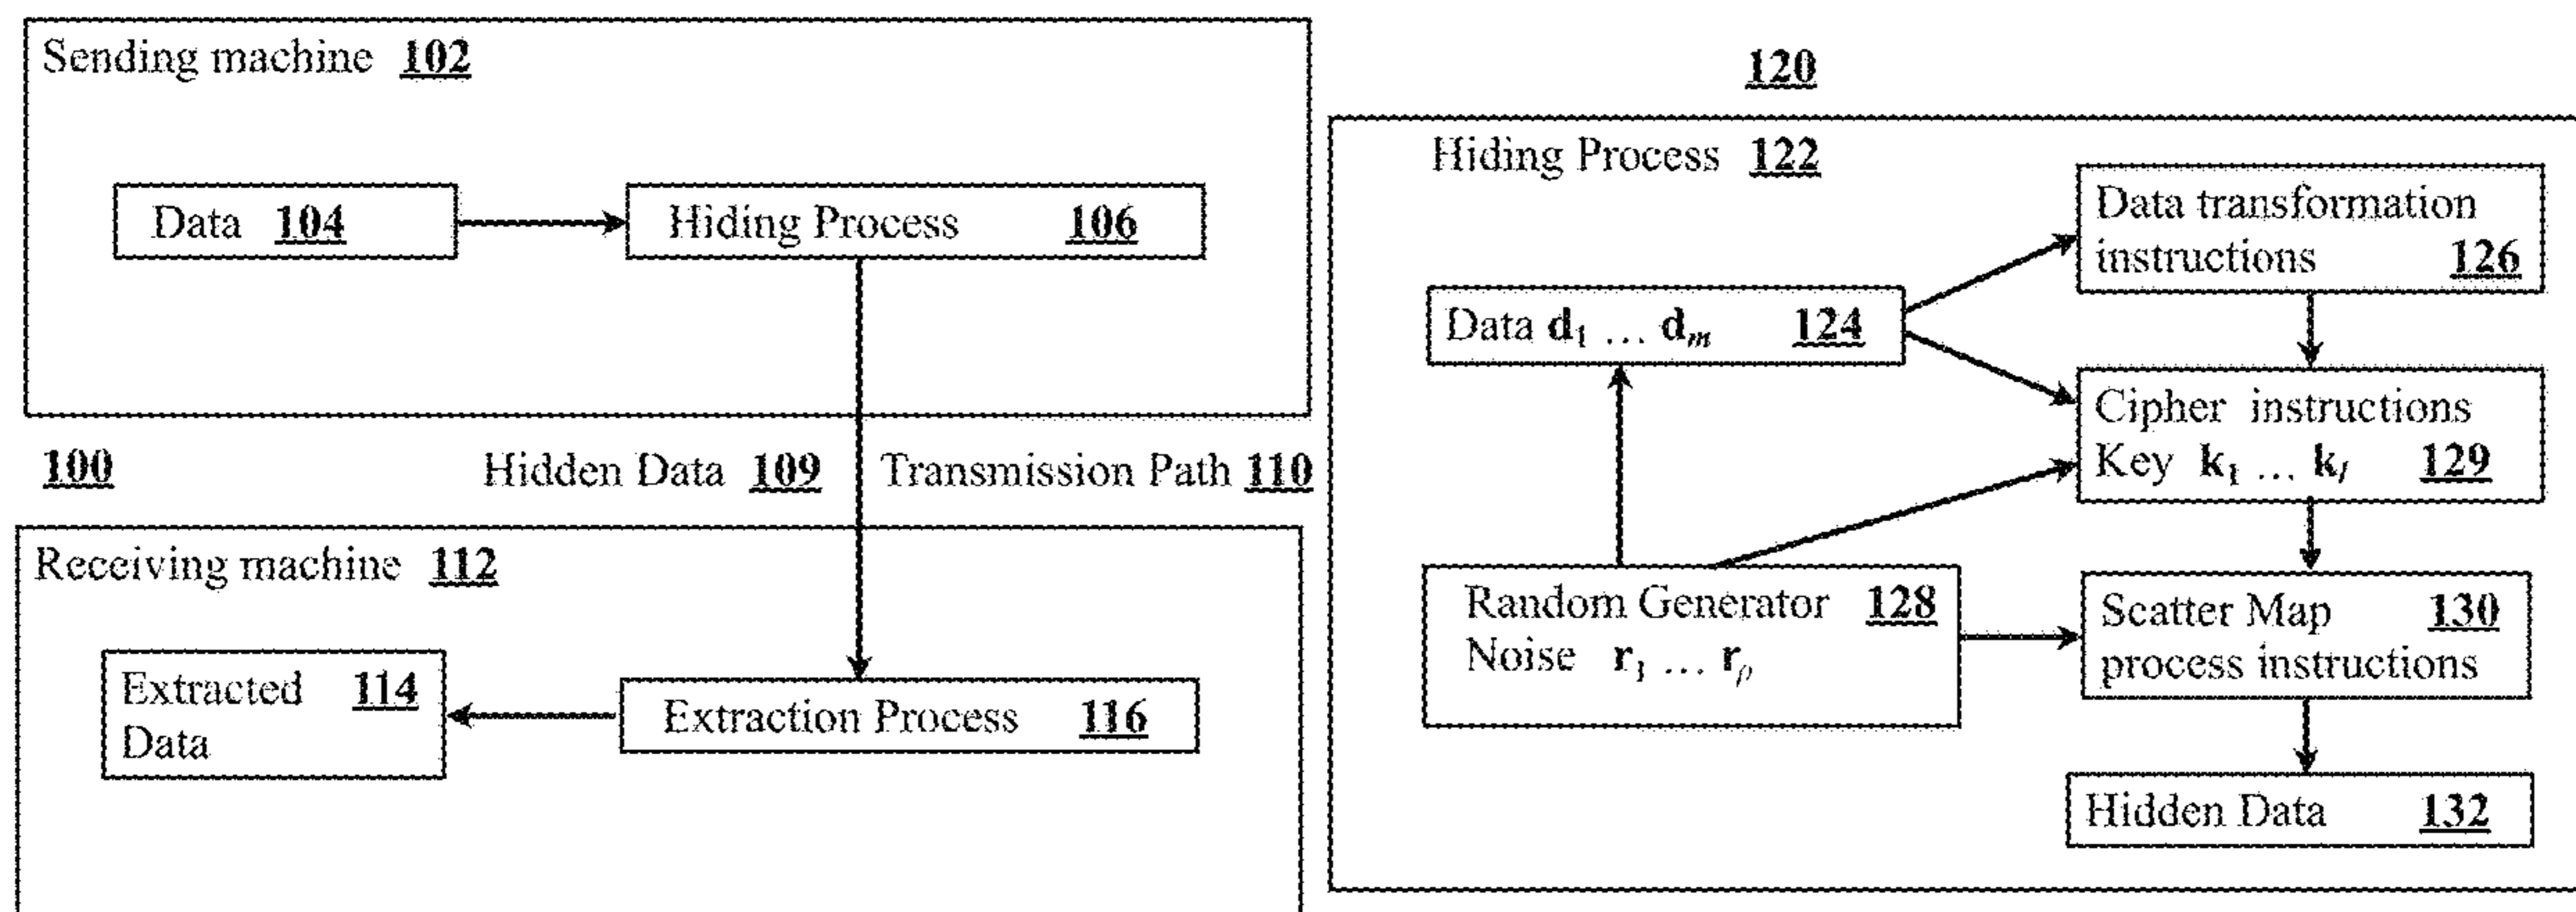 Sending machine 102
Data 104
Hiding Process 106
100
Hidden Data 109
Transmission Path 110
Receiving machine 112
Extracted 114
Data
Extraction Process 116
120
Hiding Process 122
Data transformation
instructions 126
Data d₁ … dₘ 124
Cipher instructions
Key k₁ … kₗ 129
Random Generator 128
Noise r₁ … rᵨ
Scatter Map 130
process instructions
Hidden Data 132